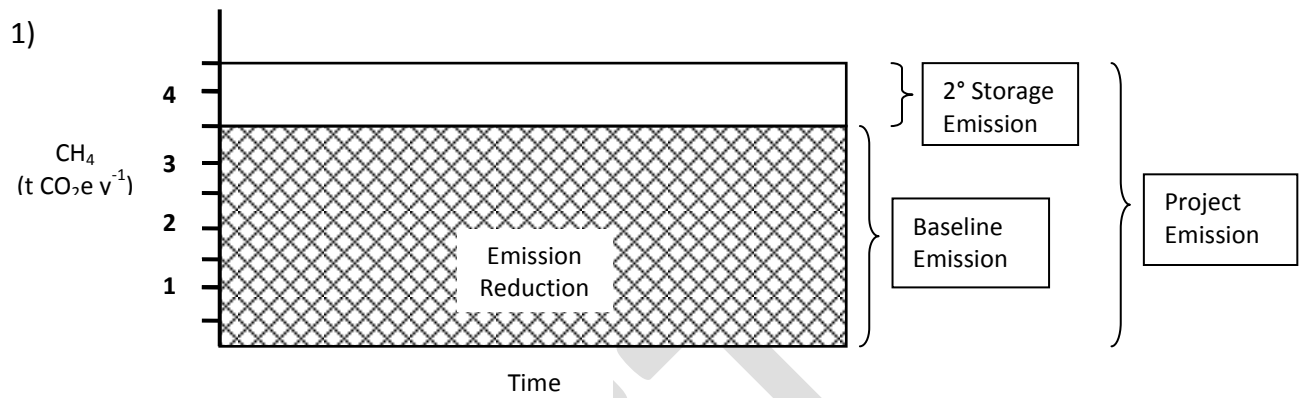 1)
4
3
2
1
CH₄
(t CO₂e y⁻¹)
Emission
Reduction
Time
2° Storage
Emission
Baseline
Emission
Project
Emission